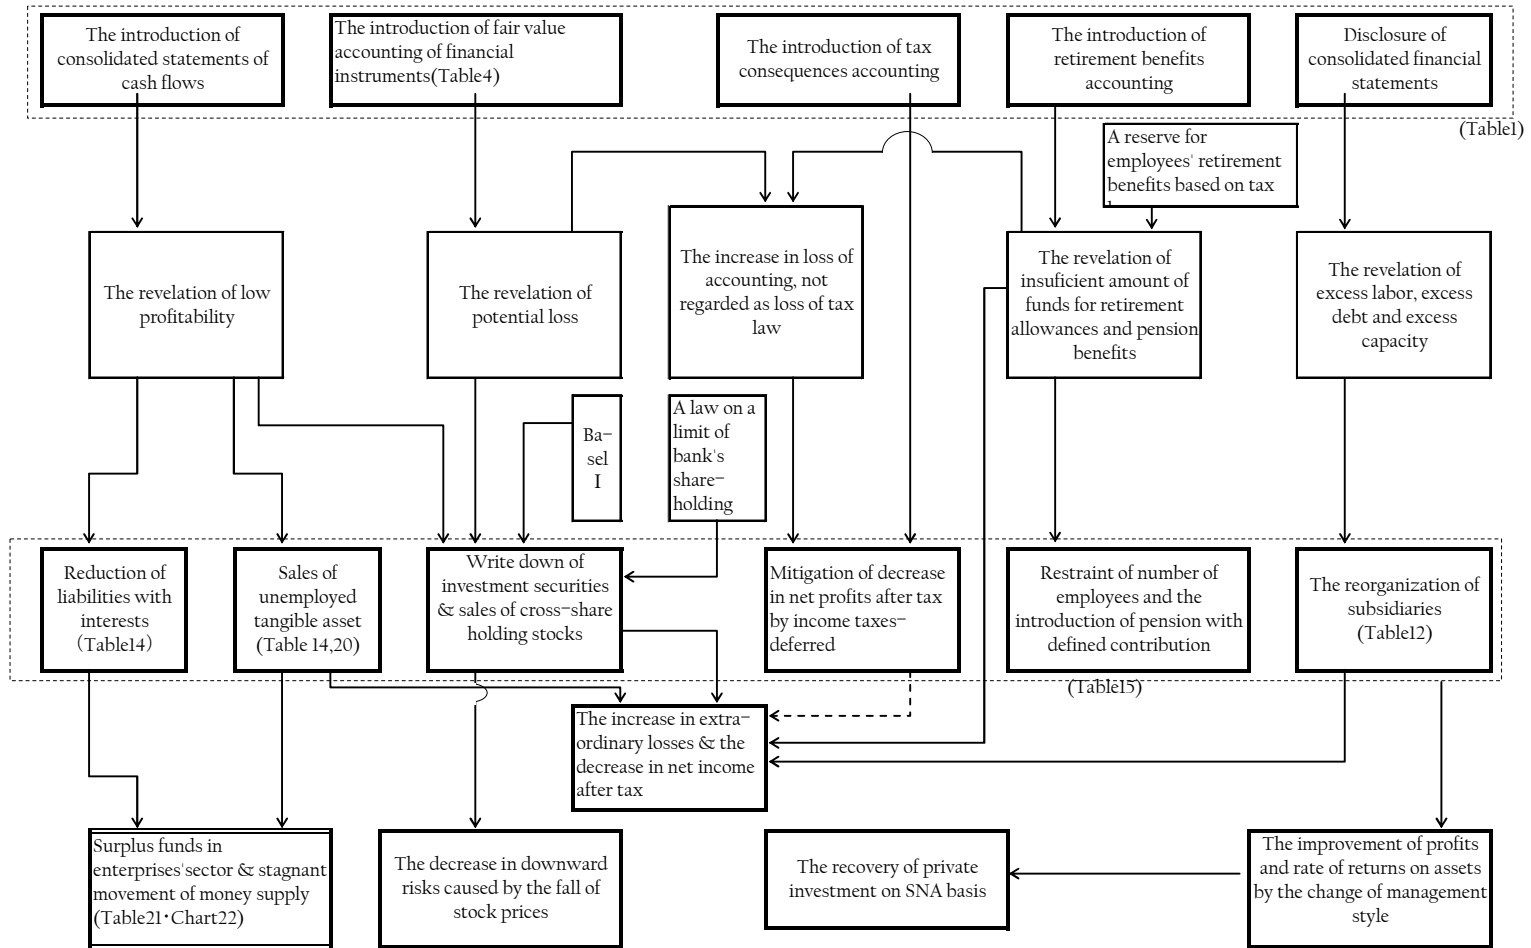 The introduction of
consolidated statements of
cash flows
The introduction of fair value
accounting of financial
instruments(Table4)
The introduction of tax
consequences accounting
The introduction of
retirement benefits
accounting
Disclosure of
consolidated financial
statements
(Table1)
A reserve for
employees' retirement
benefits based on tax
The revelation of low
profitability
The revelation of
potential loss
The increase in loss of
accounting, not
regarded as loss of tax
law
The revelation of
insuficient amount of
funds for retirement
allowances and pension
benefits
The revelation of
excess labor, excess
debt and excess
capacity
Ba-
sel
I
A law on a
limit of
bank's
share-
holding
Reduction of
liabilities with
interests
(Table14)
Sales of
unemployed
tangible asset
(Table 14,20)
Write down of
investment securities
& sales of cross-share
holding stocks
Mitigation of decrease
in net profits after tax
by income taxes-
deferred
Restraint of number of
employees and the
introduction of pension with
defined contribution
The reorganization of
subsidiaries
(Table12)
(Table15)
The increase in extra-
ordinary losses & the
decrease in net income
after tax
Surplus funds in
enterprises'sector & stagnant
movement of money supply
(Table21・Chart22)
The decrease in downward
risks caused by the fall of
stock prices
The recovery of private
investment on SNA basis
The improvement of profits
and rate of returns on assets
by the change of management
style